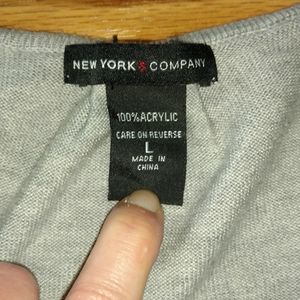 NEW YORK & COMPANY
100% ACRYLIC
CARE ON REVERSE
L
MADE IN
CHINA